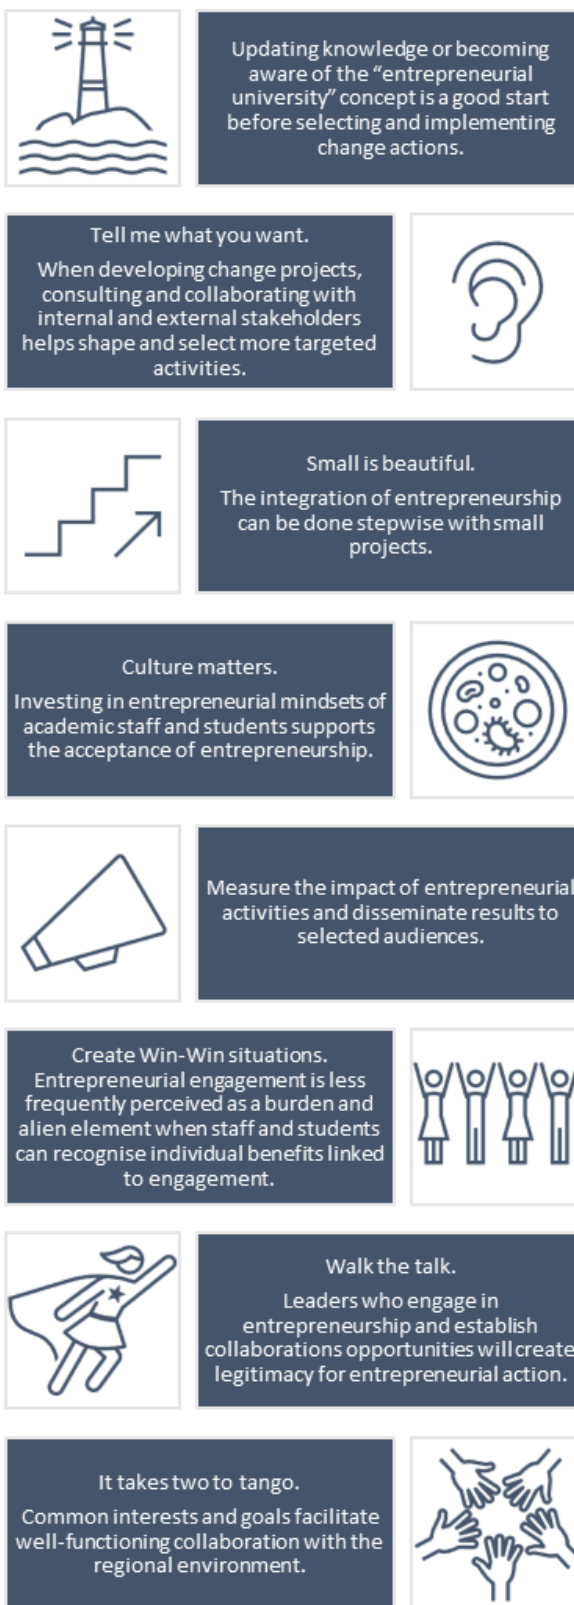 Updating knowledge or becoming
aware of the “entrepreneurial
university” concept is a good start
before selecting and implementing
change actions.
Tell me what you want.
When developing change projects,
consulting and collaborating with
internal and external stakeholders
helps shape and select more targeted
activities.
Small is beautiful.
The integration of entrepreneurship
can be done stepwise with small
projects.
Culture matters.
Investing in entrepreneurial mindsets of
academic staff and students supports
the acceptance of entrepreneurship.
Measure the impact of entrepreneurial
activities and disseminate results to
selected audiences.
Create Win-Win situations.
Entrepreneurial engagement is less
frequently perceived as a burden and
alien element when staff and students
can recognise individual benefits linked
to engagement.
Walk the talk.
Leaders who engage in
entrepreneurship and establish
collaborations opportunities will create
legitimacy for entrepreneurial action.
It takes two to tango.
Common interests and goals facilitate
well-functioning collaboration with the
regional environment.